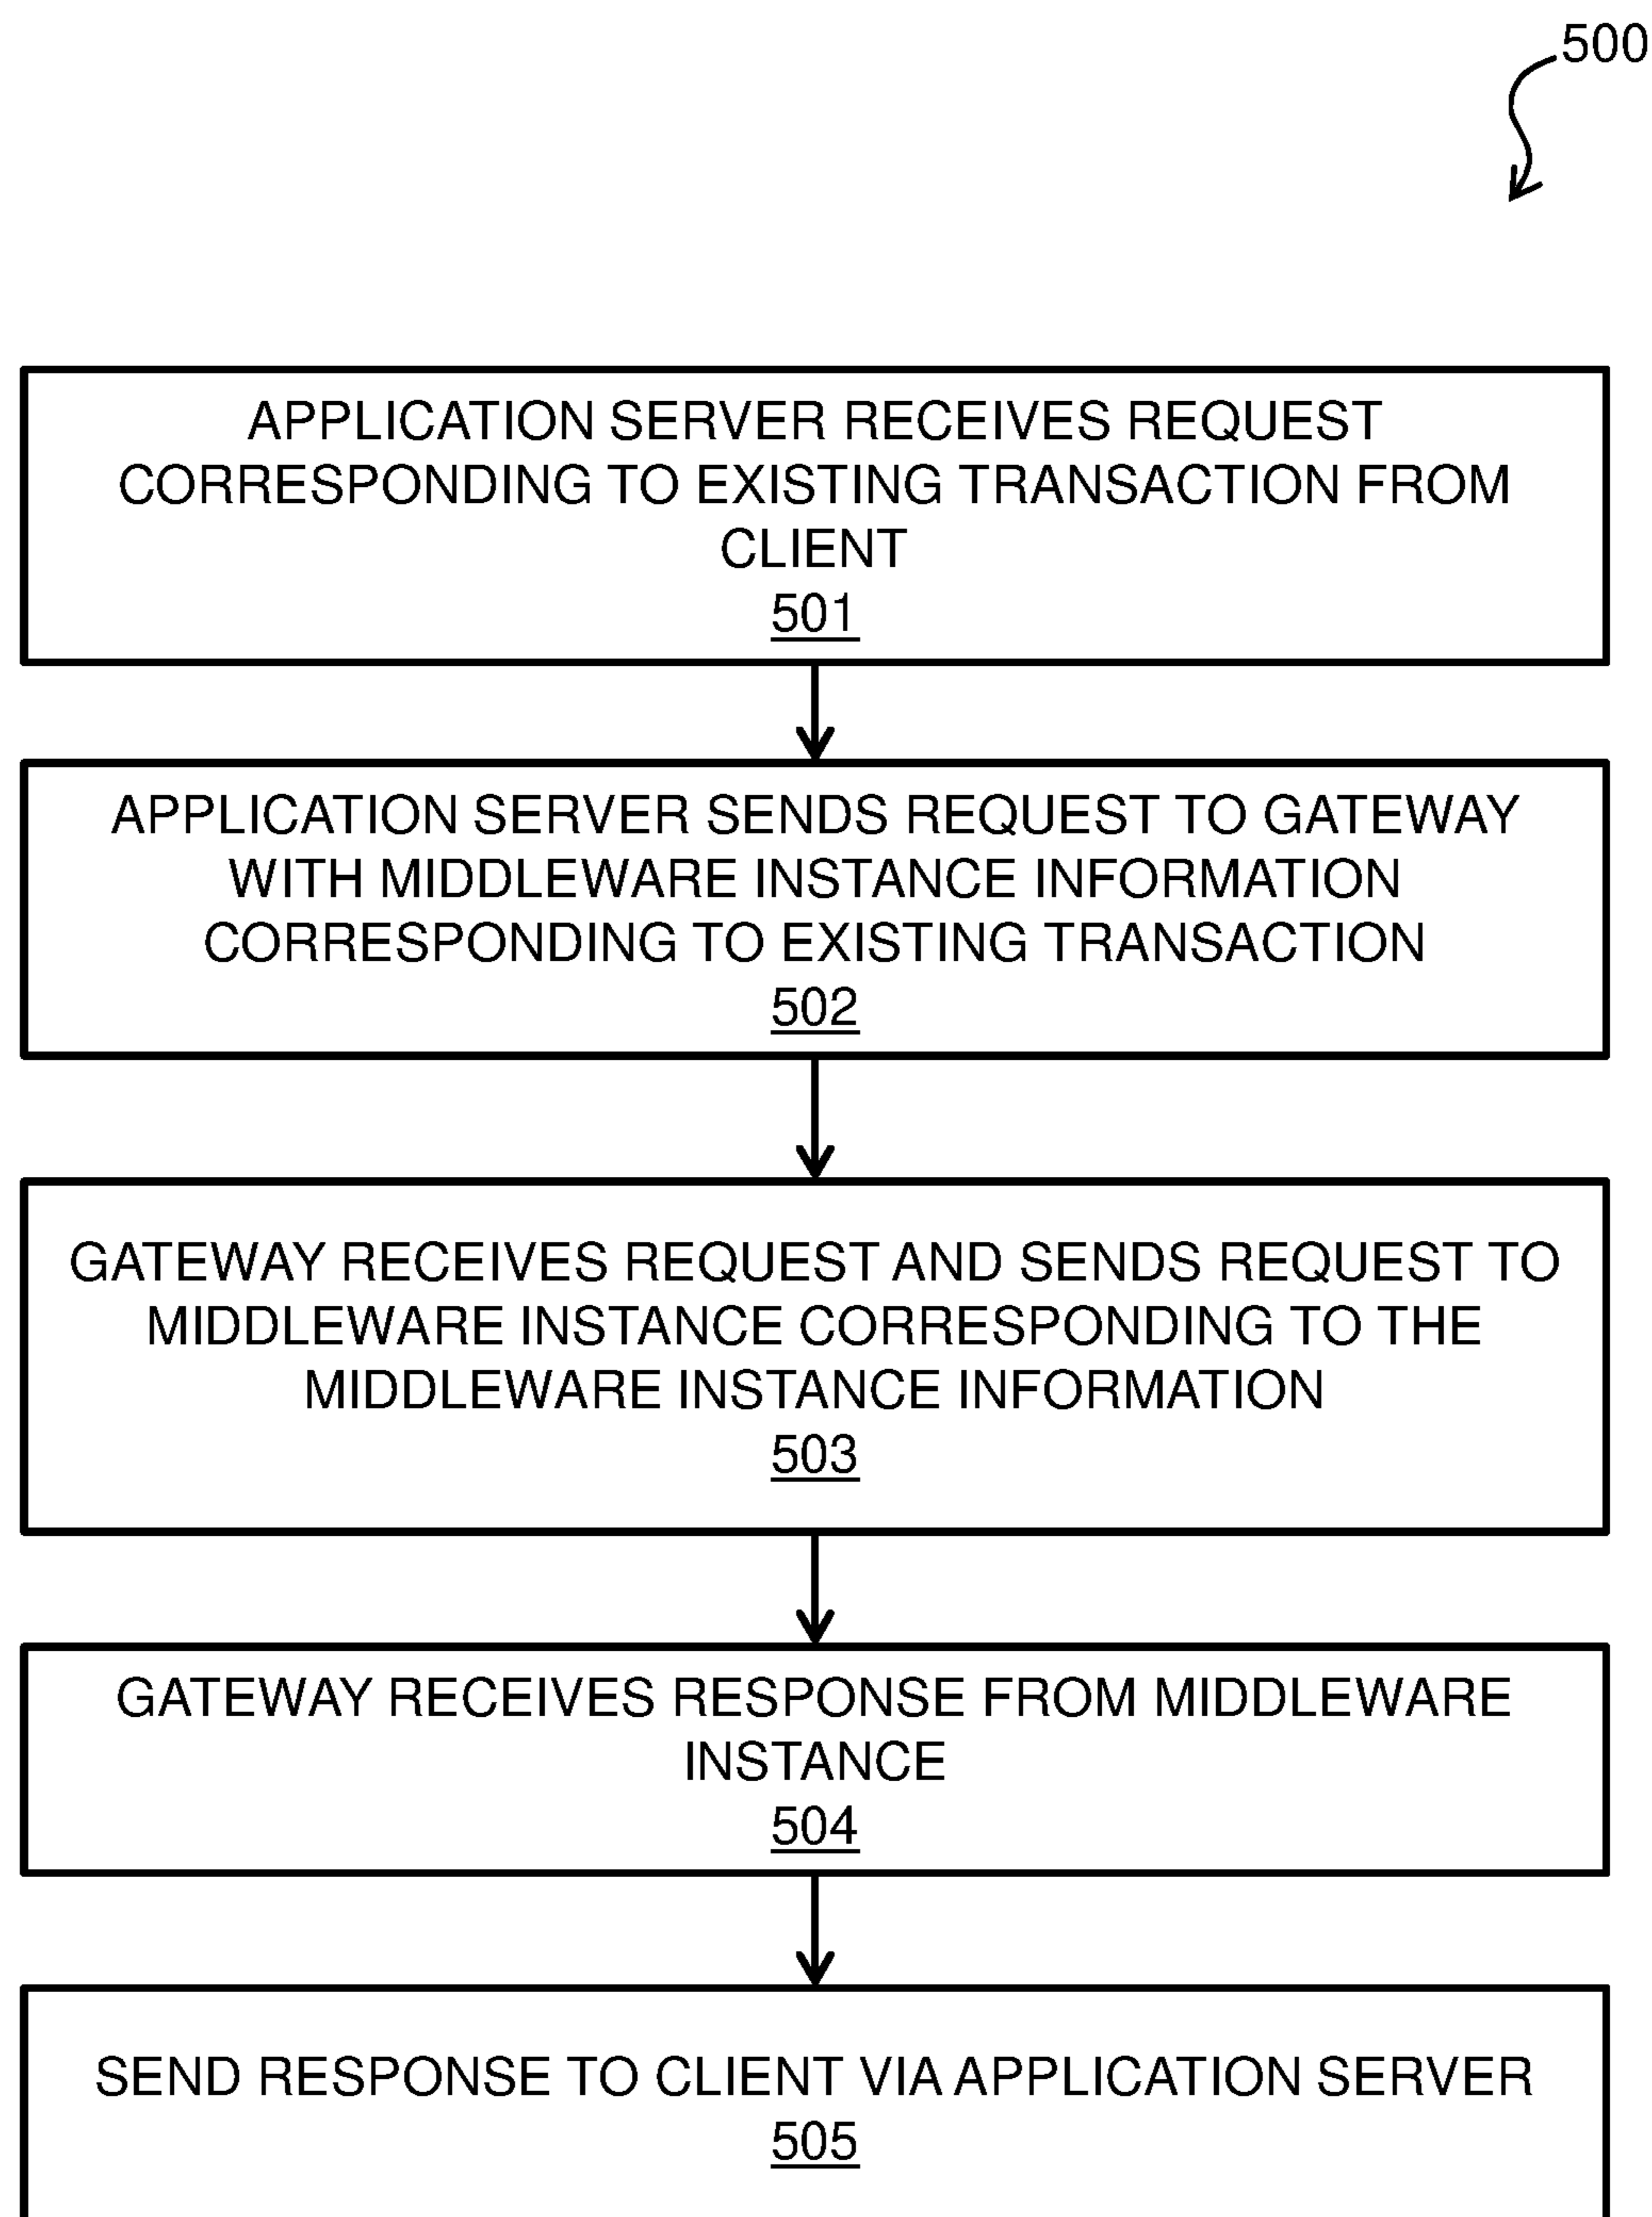 500
APPLICATION SERVER RECEIVES REQUEST
CORRESPONDING TO EXISTING TRANSACTION FROM
CLIENT
501
APPLICATION SERVER SENDS REQUEST TO GATEWAY
WITH MIDDLEWARE INSTANCE INFORMATION
CORRESPONDING TO EXISTING TRANSACTION
502
GATEWAY RECEIVES REQUEST AND SENDS REQUEST TO
MIDDLEWARE INSTANCE CORRESPONDING TO THE
MIDDLEWARE INSTANCE INFORMATION
503
GATEWAY RECEIVES RESPONSE FROM MIDDLEWARE
INSTANCE
504
SEND RESPONSE TO CLIENT VIA APPLICATION SERVER
505